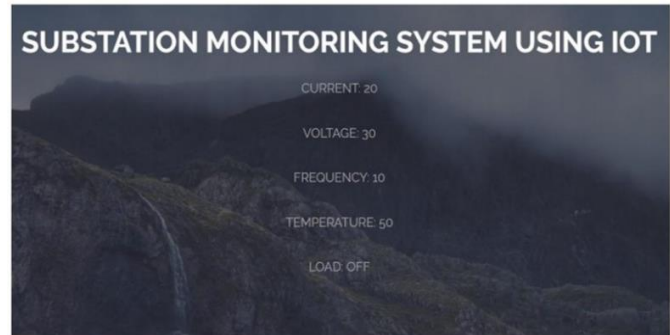 SUBSTATION MONITORING SYSTEM USING IOT
CURRENT: 20
VOLTAGE: 30
FREQUENCY: 10
TEMPERATURE: 50
LOAD: OFF